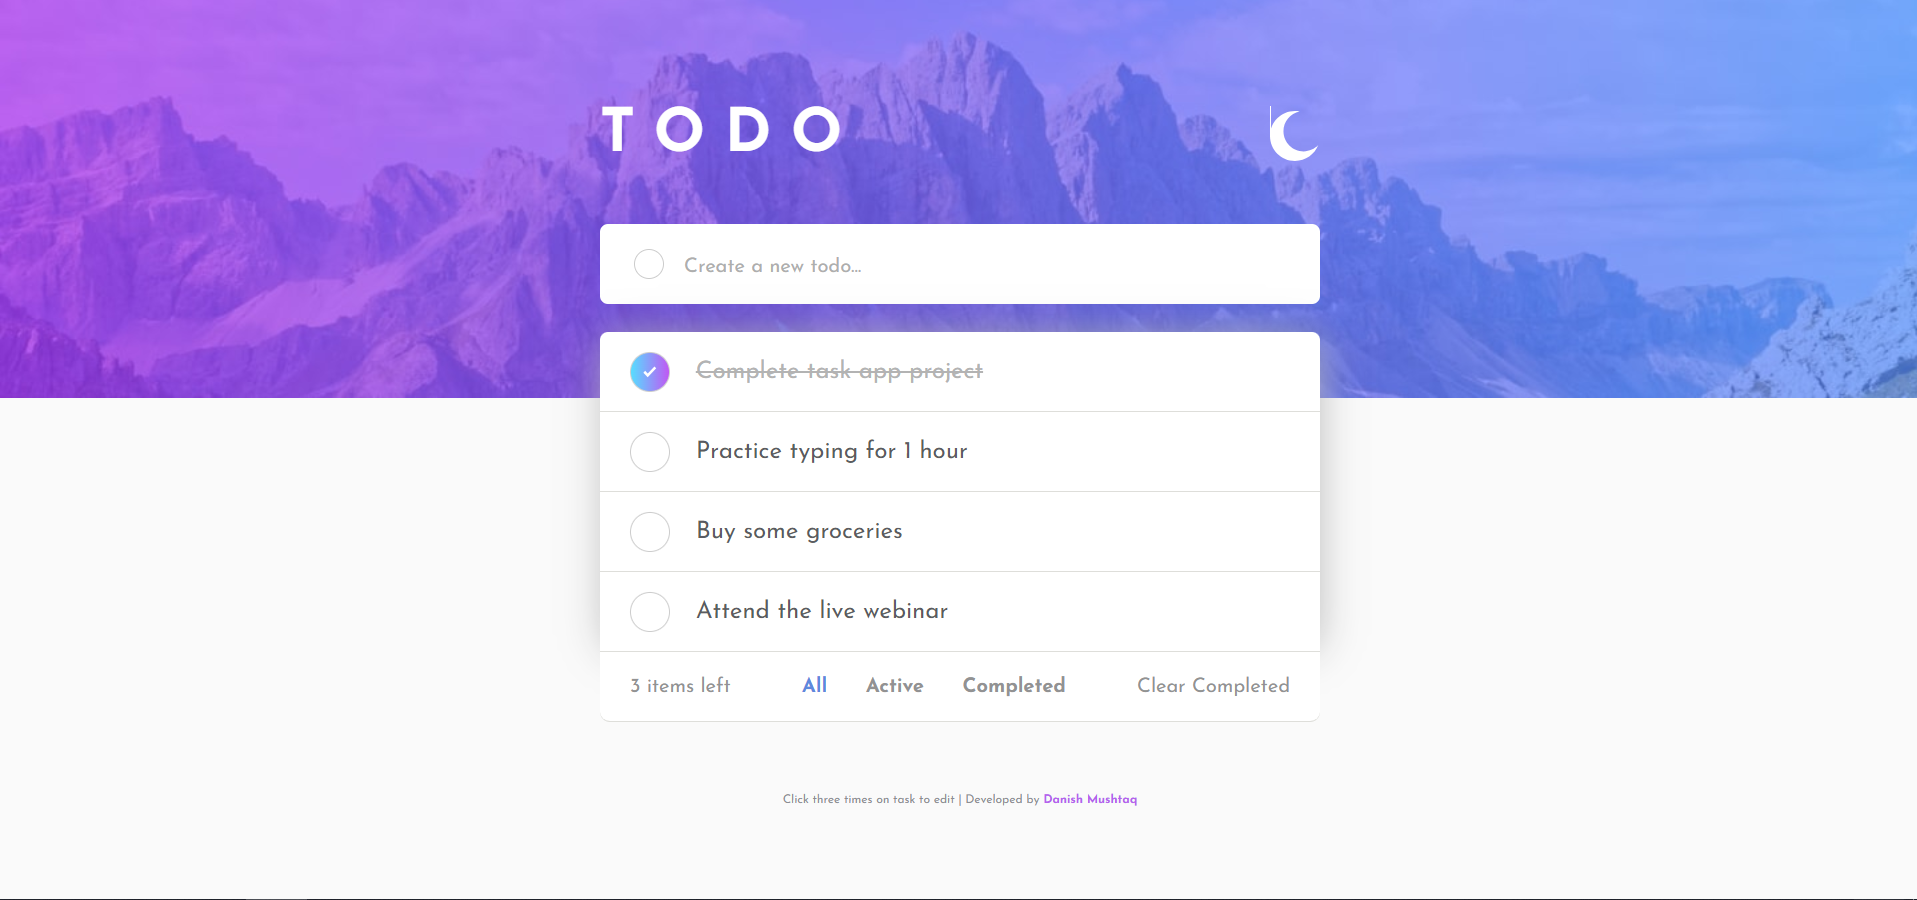 TODO
Create a new todo...
Complete task app project
Practice typing for 1 hour
Buy some groceries
Attend the live webinar
3 items left All Active Completed Clear Completed
Click three times on task to edit | Developed by Danish Mushtaq